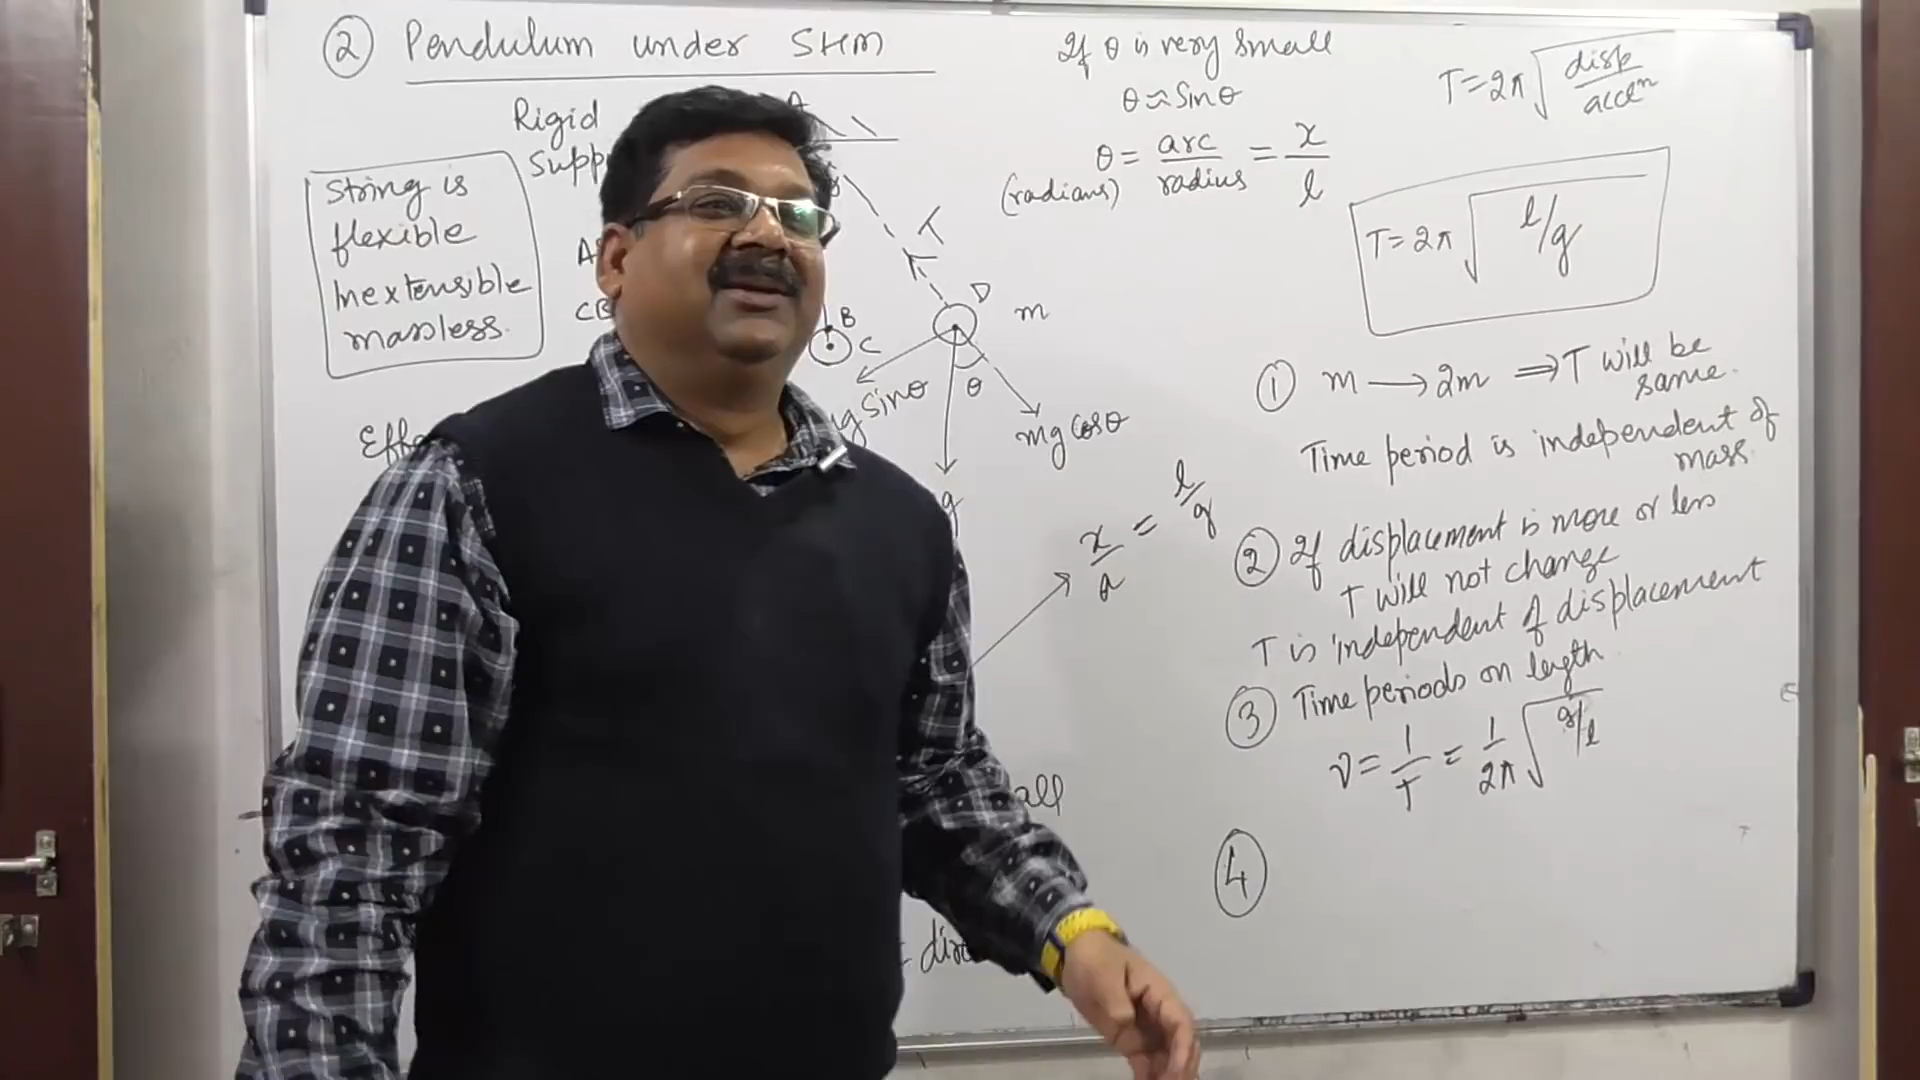 ② Pendulum under SHM
Rigid
Supp
A
String is
flexible
Inextensible
massless.
CB
B
C
T
D
m
θ
mg cosθ
g sinθ
g
Effe
If θ is very small
θ ≈ Sinθ
θ = arc/radius = x/l
(radians)
x/a = l/g
all
= dire
T = 2π √(disp/accⁿ)
T = 2π √(l/g)
① m → 2m ⇒ T will be
same.
Time period is independent of
mass.
② If displacement is more or less
T will not change
T is independent of displacement
③ Time periods on length
ν = 1/T = 1/2π √(g/l)
④